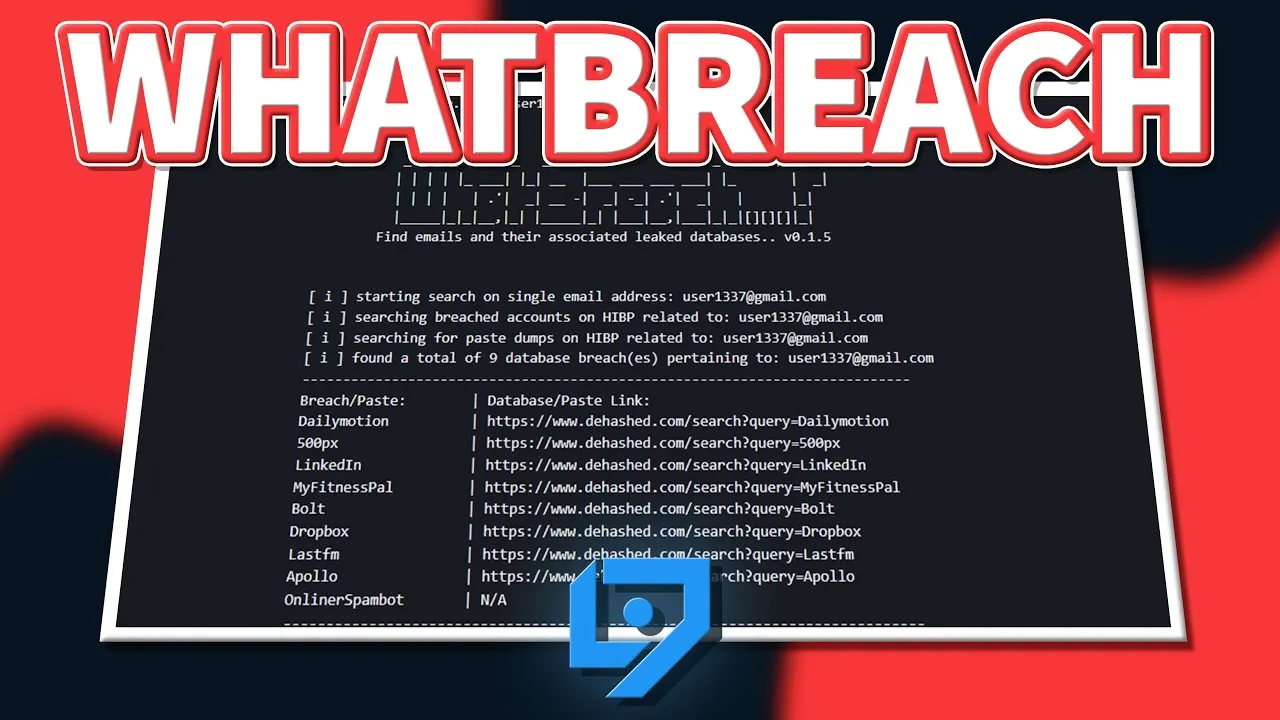 WHATBREACH
Find emails and their associated leaked databases.. v0.1.5
[ i ] starting search on single email address: user1337@gmail.com
[ i ] searching breached accounts on HIBP related to: user1337@gmail.com
[ i ] searching for paste dumps on HIBP related to: user1337@gmail.com
[ i ] found a total of 9 database breach(es) pertaining to: user1337@gmail.com
Breach/Paste: | Database/Paste Link:
Dailymotion | https://www.dehashed.com/search?query=Dailymotion
500px | https://www.dehashed.com/search?query=500px
LinkedIn | https://www.dehashed.com/search?query=LinkedIn
MyFitnessPal | https://www.dehashed.com/search?query=MyFitnessPal
Bolt | https://www.dehashed.com/search?query=Bolt
Dropbox | https://www.dehashed.com/search?query=Dropbox
Lastfm | https://www.dehashed.com/search?query=Lastfm
Apollo | https://www.de rch?query=Apollo
OnlinerSpambot | N/A